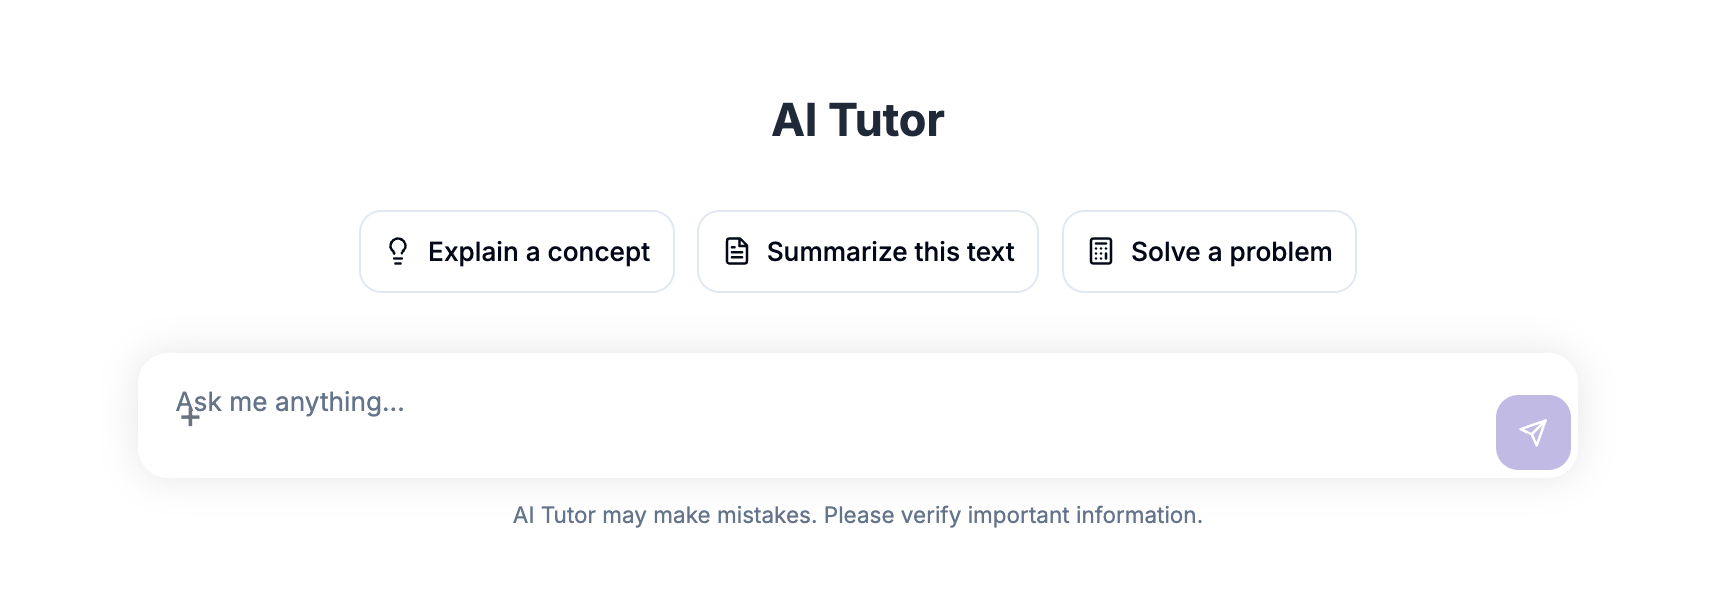 AI Tutor
Explain a concept
Summarize this text
Solve a problem
Ask me anything...
AI Tutor may make mistakes. Please verify important information.